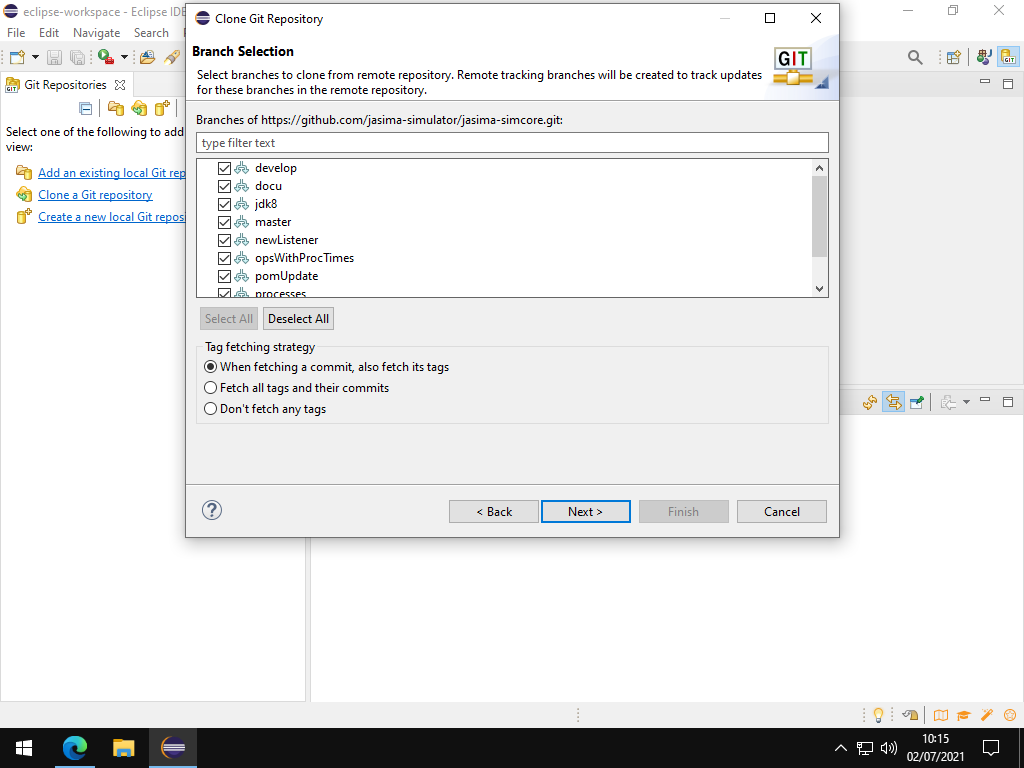 eclipse-workspace - Eclipse IDE
Clone Git Repository
File Edit Navigate Search
Branch Selection
Select branches to clone from remote repository. Remote tracking branches will be created to track updates
for these branches in the remote repository.
GIT
Git Repositories
Select one of the following to add
view:
Add an existing local Git rep
Clone a Git repository
Create a new local Git repos
Branches of https://github.com/jasima-simulator/jasima-simcore.git:
type filter text
develop
docu
jdk8
master
newListener
opsWithProcTimes
pomUpdate
processes
Select All Deselect All
Tag fetching strategy
When fetching a commit, also fetch its tags
Fetch all tags and their commits
Don't fetch any tags
? < Back Next > Finish Cancel
10:15
02/07/2021